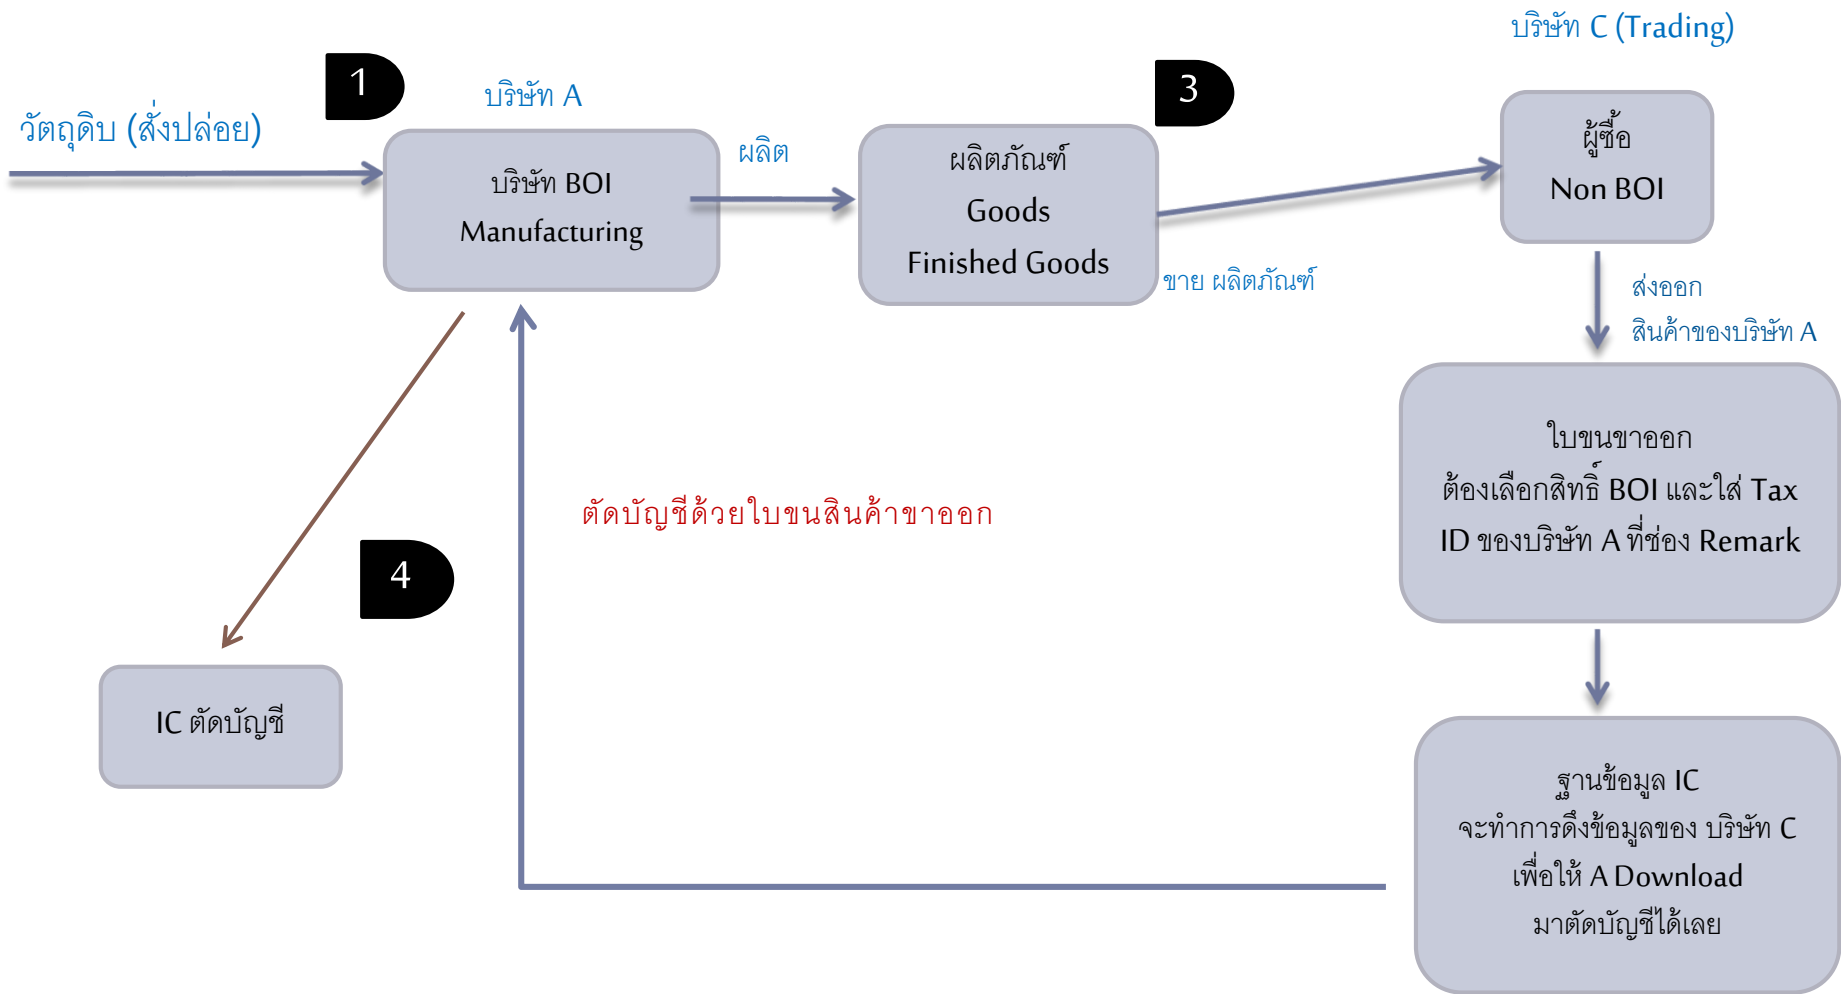 บริษัท C (Trading)
1
บริษัท A
3
วัตถุดิบ (สั่งปล่อย)
บริษัท BOI
Manufacturing
ผลิต
ผลิตภัณฑ์
Goods
Finished Goods
ผู้ซื้อ
Non BOI
ขาย ผลิตภัณฑ์
ส่งออก
สินค้าของบริษัท A
ใบขนขาออก
ต้องเลือกสิทธิ์ BOI และใส่ Tax
ID ของบริษัท A ที่ช่อง Remark
ตัดบัญชีด้วยใบขนสินค้าขาออก
4
IC ตัดบัญชี
ฐานข้อมูล IC
จะทำการดึงข้อมูลของ บริษัท C
เพื่อให้ A Download
มาตัดบัญชีได้เลย